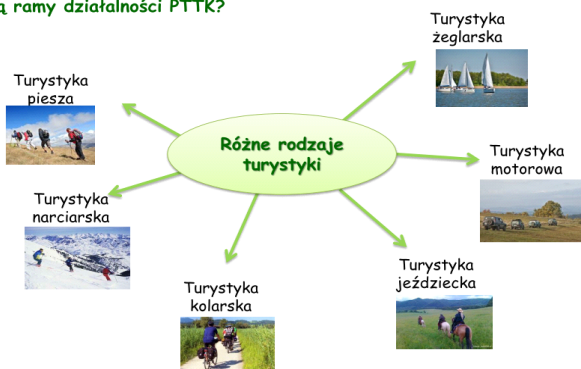 ą ramy działalności PTTK?
Turystyka
żeglarska
Turystyka
piesza
Różne rodzaje
turystyki
Turystyka
motorowa
Turystyka
narciarska
Turystyka
jeździecka
Turystyka
kolarska